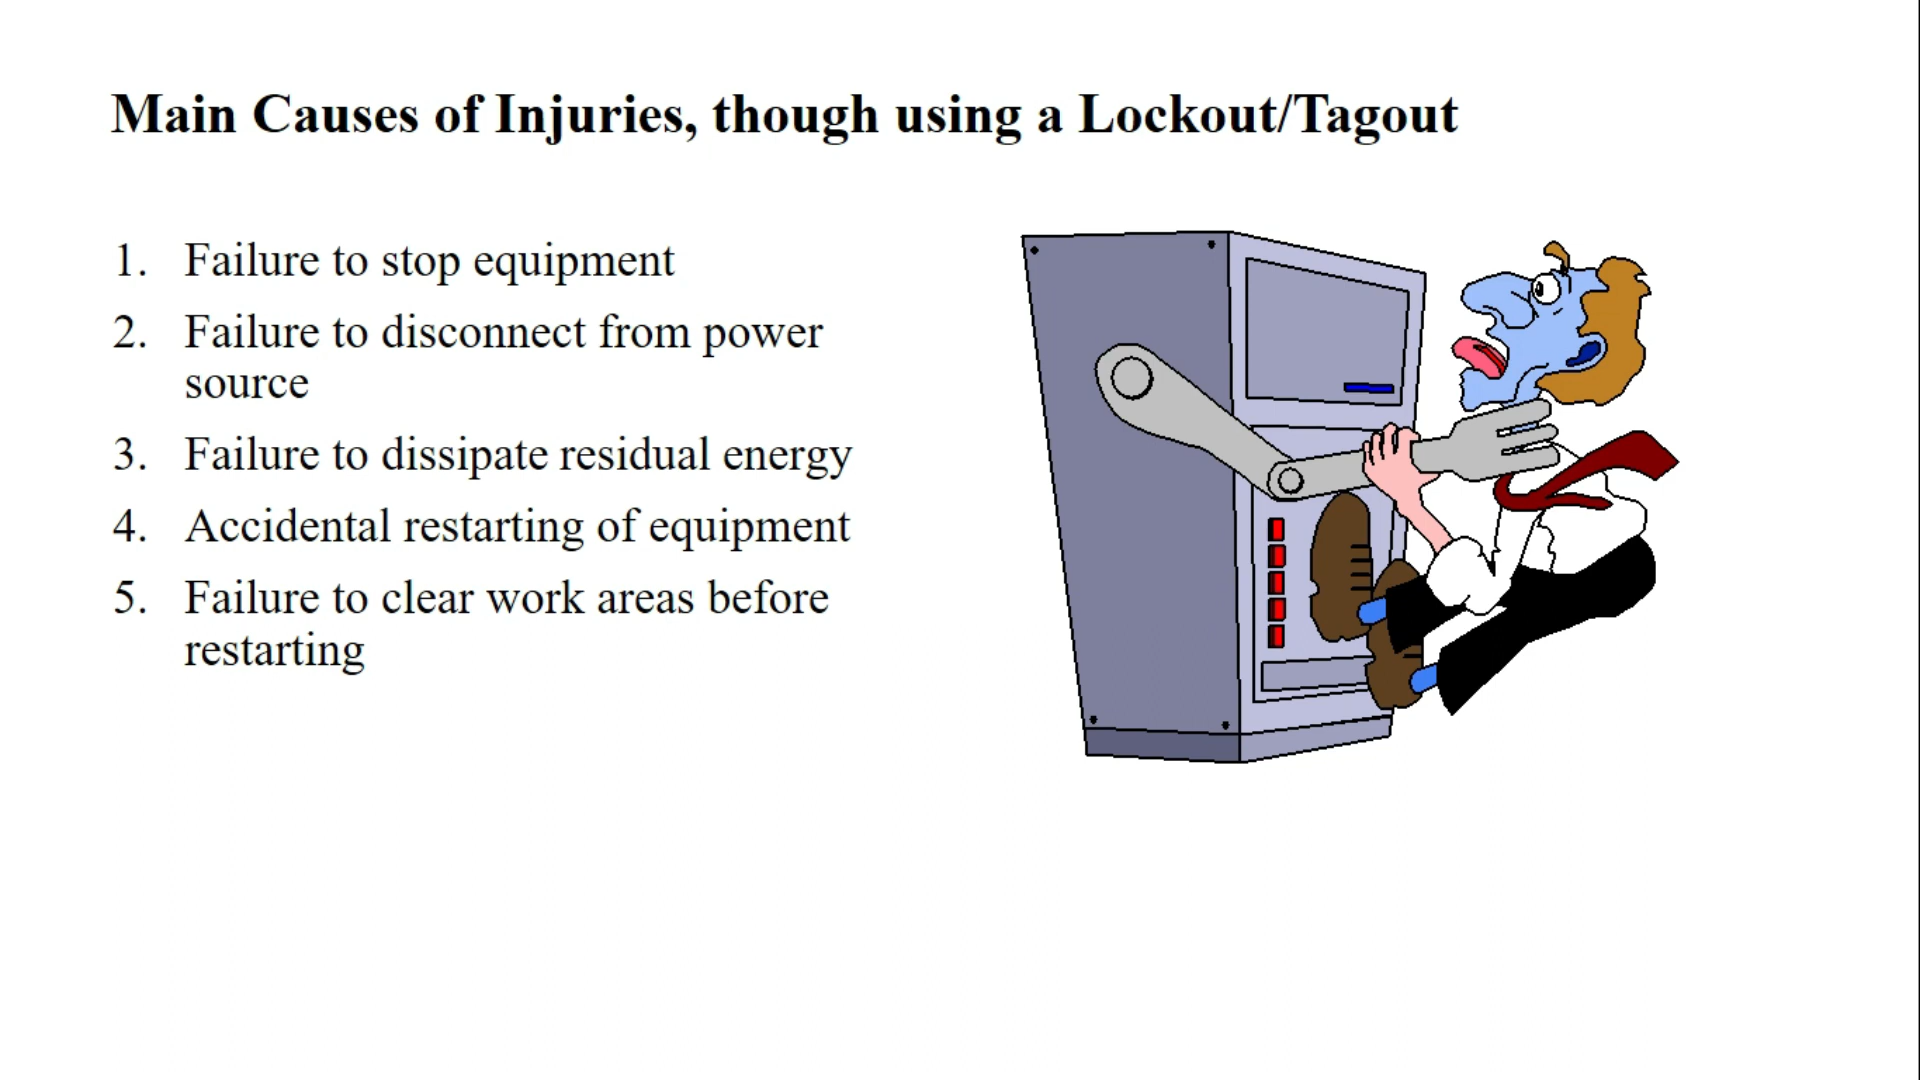 Main Causes of Injuries, though using a Lockout/Tagout
1. Failure to stop equipment
2. Failure to disconnect from power
source
3. Failure to dissipate residual energy
4. Accidental restarting of equipment
5. Failure to clear work areas before
restarting